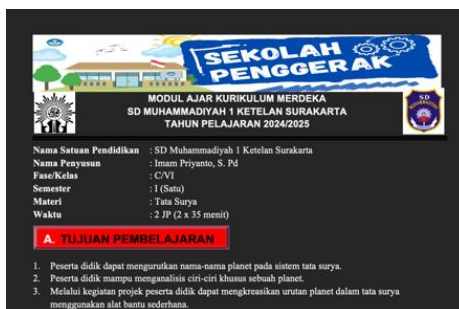 SEKOLAH
PENGGERAK
MODUL AJAR KURIKULUM MERDEKA
SD MUHAMMADIYAH 1 KETELAN SURAKARTA
TAHUN PELAJARAN 2024/2025
SD
Nama Satuan Pendidikan : SD Muhammadiyah 1 Ketelan Surakarta
Nama Penyusun : Imam Priyanto, S. Pd
Fase/Kelas : C/VI
Semester : I (Satu)
Materi : Tata Surya
Waktu : 2 JP (2 x 35 menit)
A. TUJUAN PEMBELAJARAN
1. Peserta didik dapat mengurutkan nama-nama planet pada sistem tata surya.
2. Peserta didik mampu menganalisis ciri-ciri khusus sebuah planet.
3. Melalui kegiatan projek peserta didik dapat mengkreasikan urutan planet dalam tata surya
menggunakan alat bantu sederhana.